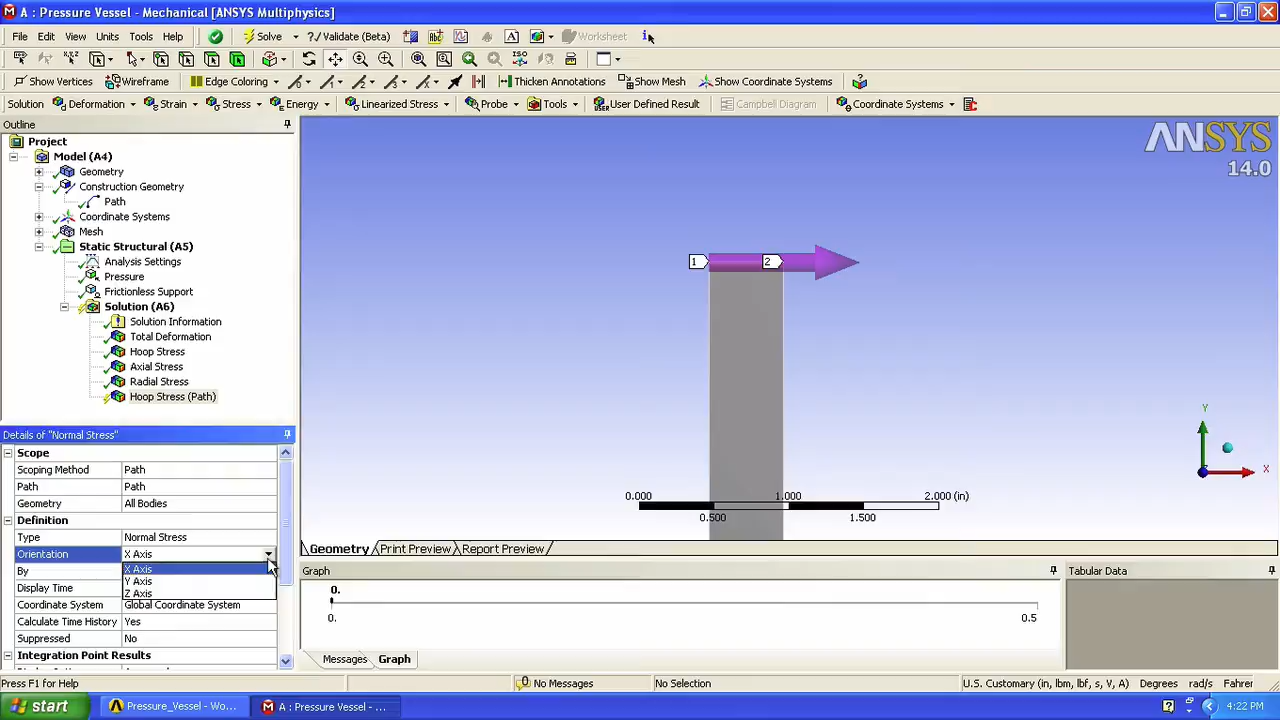 A : Pressure Vessel - Mechanical [ANSYS Multiphysics]
File Edit View Units Tools Help Solve ?/ Validate (Beta) Worksheet
Show Vertices Wireframe Edge Coloring Thicken Annotations Show Mesh Show Coordinate Systems
Solution Deformation Strain Stress Energy Linearized Stress Probe Tools User Defined Result Campbell Diagram Coordinate Systems
Outline
Project
Model (A4)
Geometry
Construction Geometry
Path
Coordinate Systems
Mesh
Static Structural (A5)
Analysis Settings
Pressure
Frictionless Support
Solution (A6)
Solution Information
Total Deformation
Hoop Stress
Axial Stress
Radial Stress
Hoop Stress (Path)
Details of "Normal Stress"
Scope
Scoping Method Path
Path Path
Geometry All Bodies
Definition
Type Normal Stress
Orientation X Axis
X Axis
By
Y Axis
Display Time
Z Axis
Coordinate System Global Coordinate System
Calculate Time History Yes
Suppressed No
Integration Point Results
ANSYS
14.0
1
2
Y
X
0.000 1.000 2.000 (in)
0.500 1.500
Geometry Print Preview Report Preview
Graph
0.
0. 0.5
Messages Graph
Tabular Data
Press F1 for Help 0 No Messages No Selection U.S. Customary (in, lbm, lbf, s, V, A) Degrees rad/s Fahrer
start Pressure_Vessel - Wo... A : Pressure Vessel - ... 4:22 PM